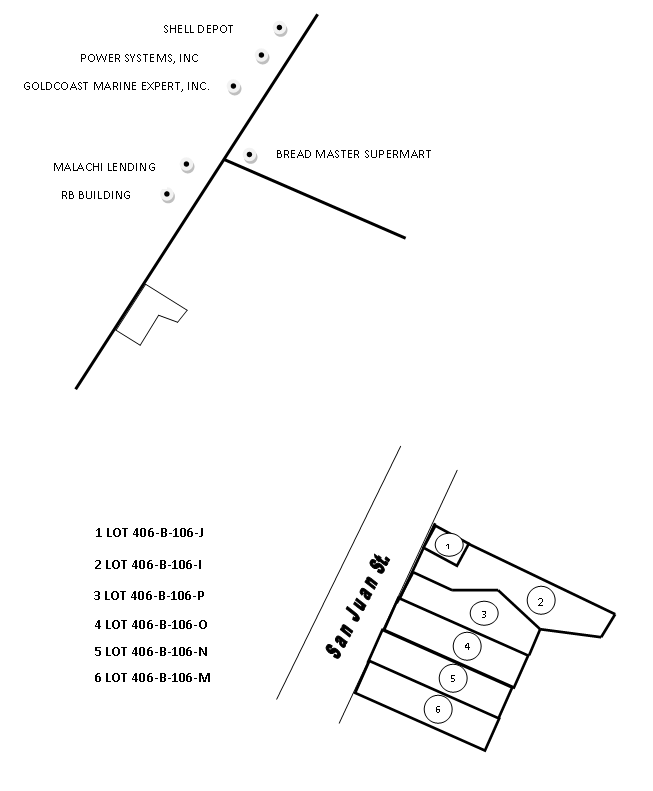 SHELL DEPOT
POWER SYSTEMS, INC
GOLDCOAST MARINE EXPERT, INC.
BREAD MASTER SUPERMART
MALACHI LENDING
RB BUILDING
1 LOT 406-B-106-J
2 LOT 406-B-106-I
3 LOT 406-B-106-P
4 LOT 406-B-106-O
5 LOT 406-B-106-N
6 LOT 406-B-106-M
San Juan St.
1
2
3
4
5
6